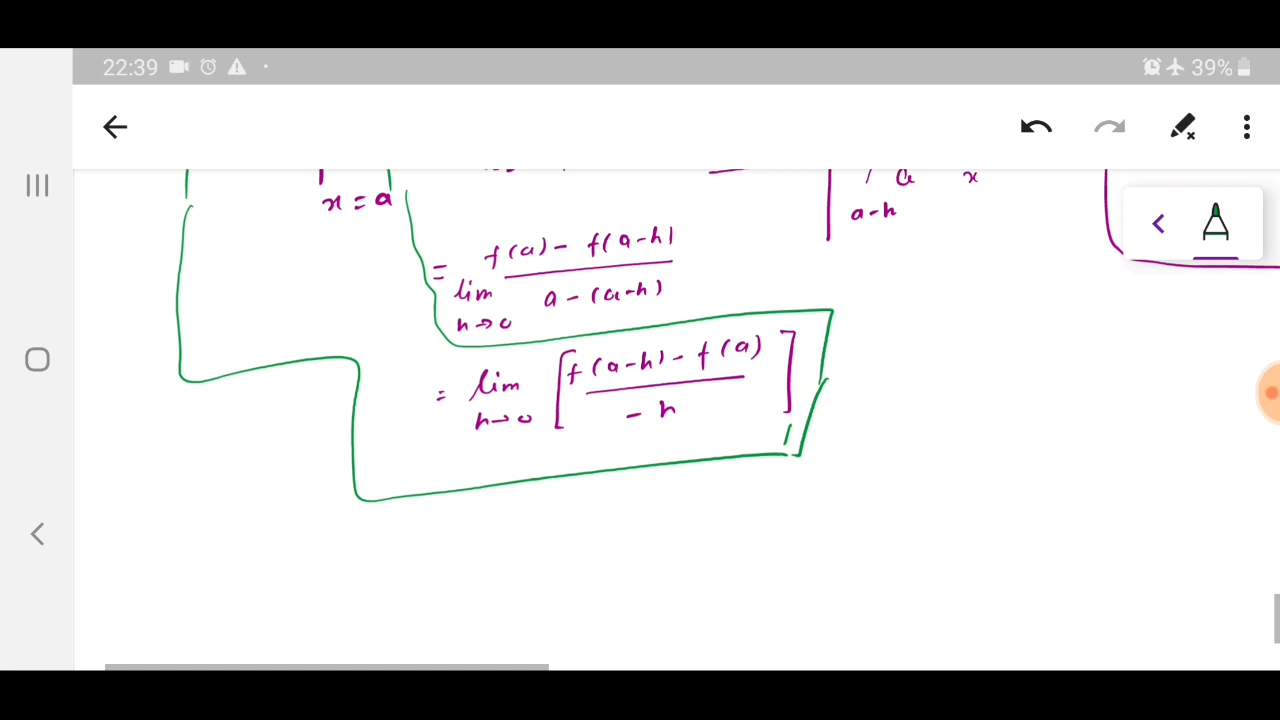 22:39
39%
x = a
a x
a-h
= lim h→0 f(a) - f(a-h) / a - (a-h)
= lim h→0 [ f(a-h) - f(a) / - h ]